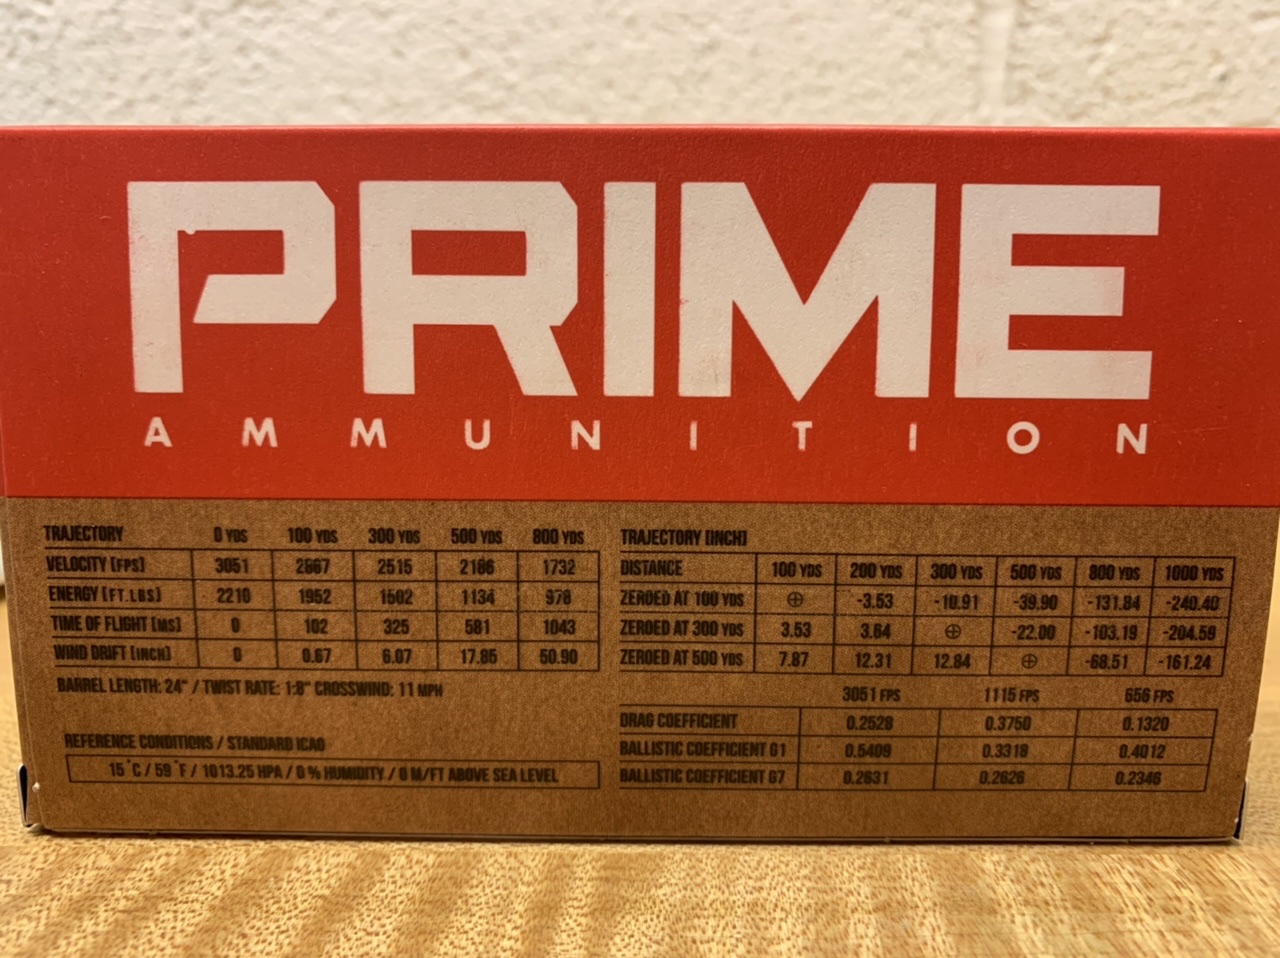 PRIME
AMMUNITION
TRAJECTORY 0 YDS 100 YDS 300 YDS 500 YDS 800 YDS
VELOCITY [FPS] 3051 2867 2515 2186 1732
ENERGY [FT.LBS] 2210 1952 1502 1134 978
TIME OF FLIGHT [MS] 0 102 325 581 1043
WIND DRIFT [INCH] 0 0.67 6.07 17.85 50.90
BARREL LENGTH: 24" / TWIST RATE: 1:8" CROSSWIND: 11 MPH
REFERENCE CONDITIONS / STANDARD ICAO
15°C / 59°F / 1013.25 HPA / 0 % HUMIDITY / 0 M/FT ABOVE SEA LEVEL
TRAJECTORY [INCH]
DISTANCE 100 YDS 200 YDS 300 YDS 500 YDS 800 YDS 1000 YDS
ZEROED AT 100 YDS ⊕ -3.53 -10.91 -39.90 -131.84 -240.40
ZEROED AT 300 YDS 3.53 3.64 ⊕ -22.00 -103.19 -204.59
ZEROED AT 500 YDS 7.87 12.31 12.84 ⊕ -68.51 -161.24
3051 FPS 1115 FPS 656 FPS
DRAG COEFFICIENT 0.2528 0.3750 0.1320
BALLISTIC COEFFICIENT G1 0.5409 0.3318 0.4012
BALLISTIC COEFFICIENT G7 0.2631 0.2626 0.2346